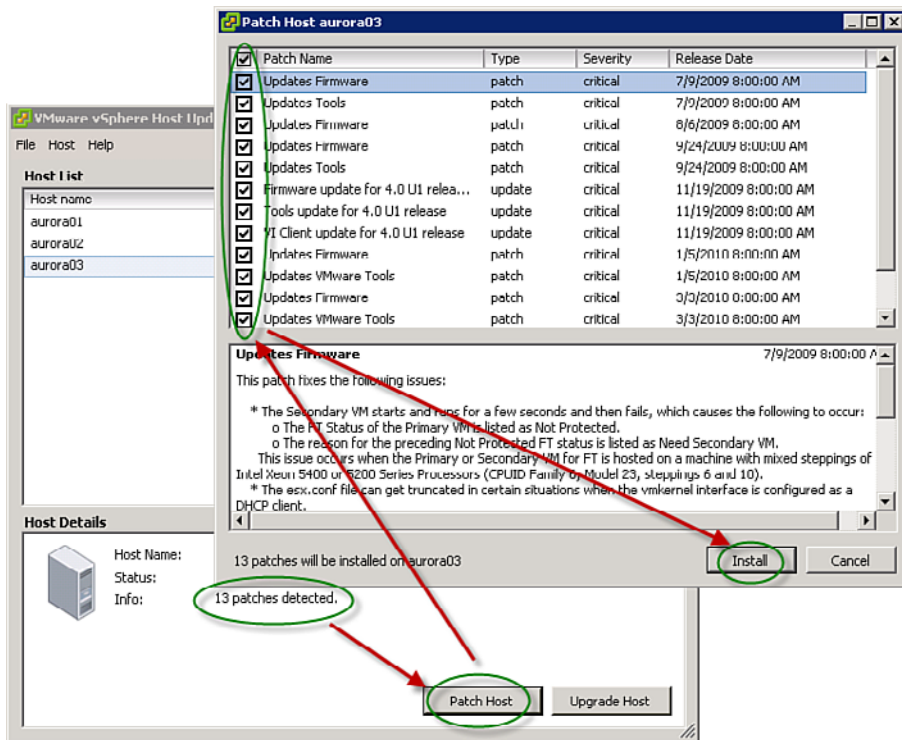 Patch Host aurora03
Patch Name Type Severity Release Date
Updates Firmware patch critical 7/9/2009 8:00:00 AM
Updates Tools patch critical 7/9/2009 8:00:00 AM
Updates Firmware patch critical 8/6/2009 8:00:00 AM
Updates Firmware patch critical 9/24/2009 8:00:00 AM
Updates Tools patch critical 9/24/2009 8:00:00 AM
Firmware update for 4.0 U1 relea... update critical 11/19/2009 8:00:00 AM
Tools update for 4.0 U1 release update critical 11/19/2009 8:00:00 AM
VI Client update for 4.0 U1 release update critical 11/19/2009 8:00:00 AM
Updates Firmware patch critical 1/5/2010 8:00:00 AM
Updates VMware Tools patch critical 1/5/2010 8:00:00 AM
Updates Firmware patch critical 3/3/2010 8:00:00 AM
Updates VMware Tools patch critical 3/3/2010 8:00:00 AM
Updates Firmware 7/9/2009 8:00:00 A
This patch fixes the following issues:
* The Secondary VM starts and runs for a few seconds and then fails, which causes the following to occur:
o The FT Status of the Primary VM is listed as Not Protected.
o The reason for the preceding Not Protected FT status is listed as Need Secondary VM.
This issue occurs when the Primary or Secondary VM for FT is hosted on a machine with mixed steppings of
Intel Xeon 5400 or 5200 Series Processors (CPUID Family 6, Model 23, steppings 6 and 10).
* The esx.conf file can get truncated in certain situations when the vmkernel interface is configured as a
DHCP client.
13 patches will be installed on aurora03
Install Cancel
VMware vSphere Host Upd
File Host Help
Host List
Host name
aurora01
aurora02
aurora03
Host Details
Host Name:
Status:
Info: 13 patches detected.
Patch Host Upgrade Host